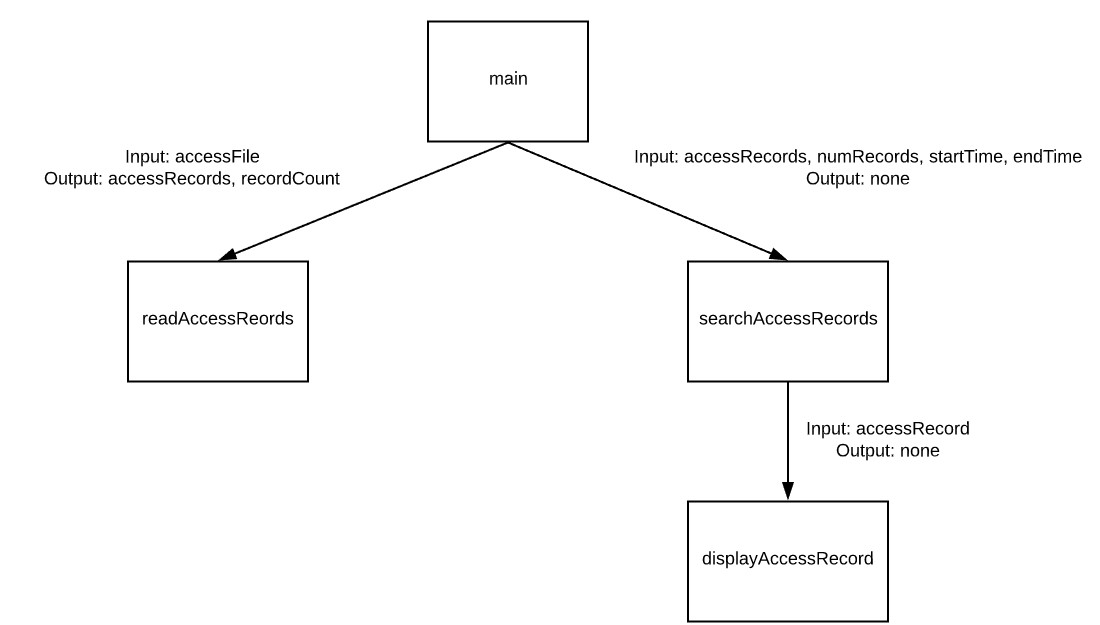 main
Input: accessFile
Output: accessRecords, recordCount
Input: accessRecords, numRecords, startTime, endTime
Output: none
readAccessReords
searchAccessRecords
Input: accessRecord
Output: none
displayAccessRecord